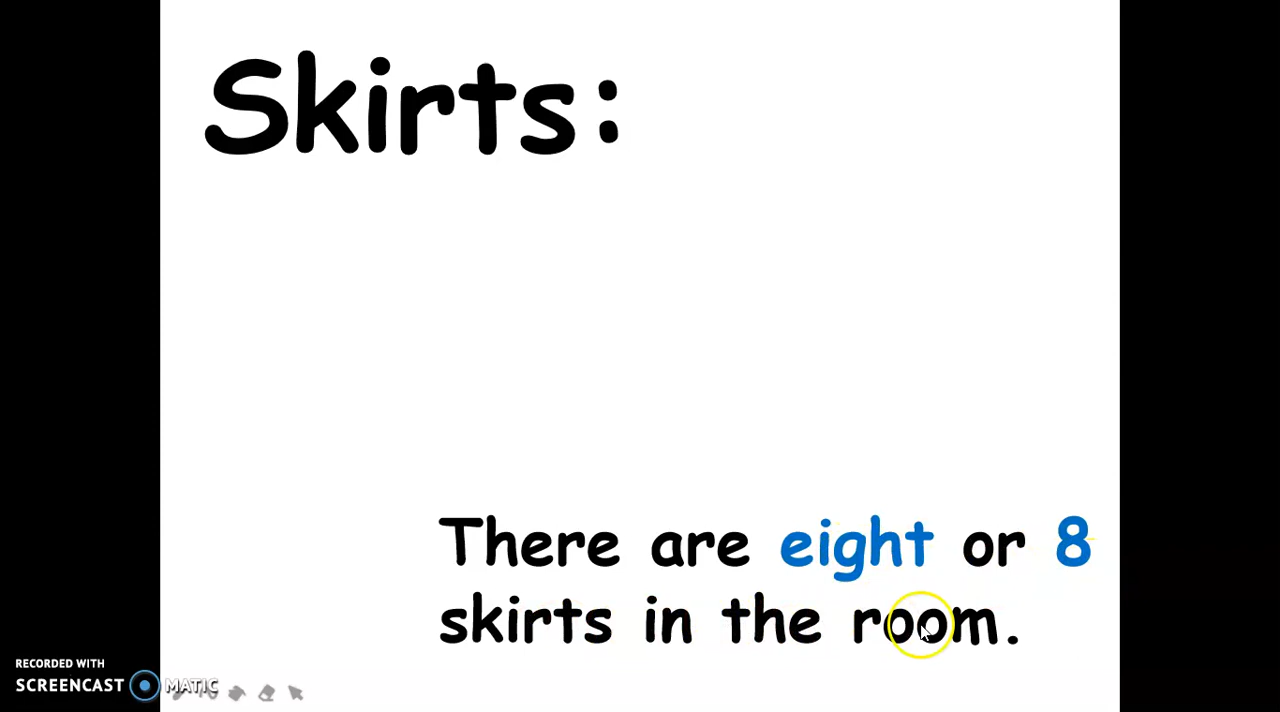 Skirts:
There are eight or 8
skirts in the room.
RECORDED WITH
SCREENCAST MATIC